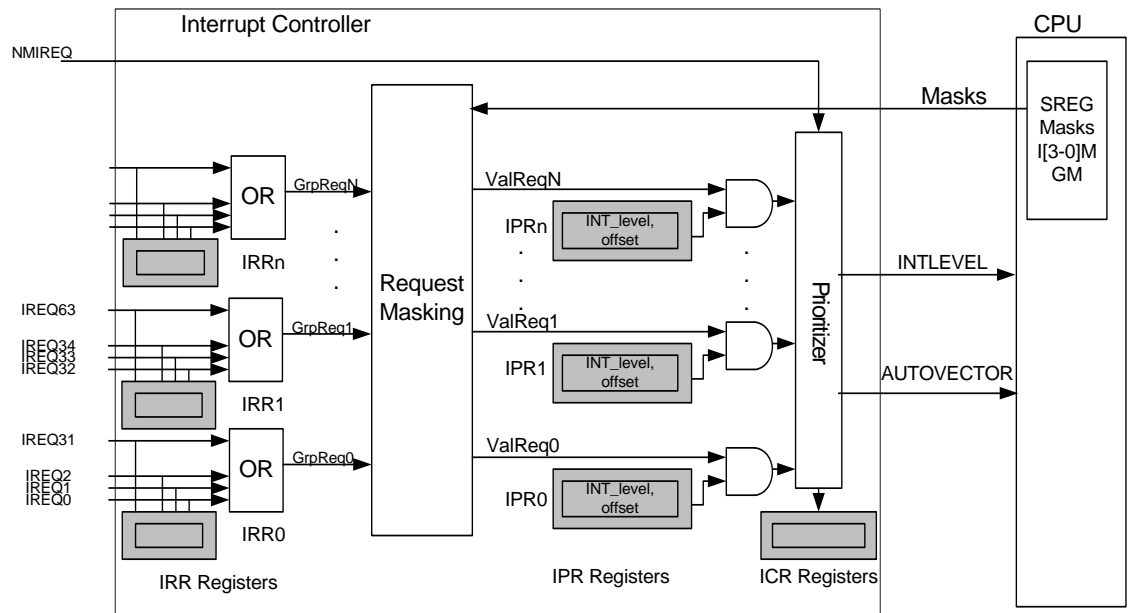 Interrupt Controller
CPU
NMIREQ
Masks
SREG
Masks
I[3-0]M
GM
OR
GrpReqN
ValReqN
INT_level,
offset
IPRn
IRRn
.
.
.
.
.
.
.
.
.
INTLEVEL
Request
Masking
Prioritizer
IREQ63
GrpReq1
ValReq1
OR
IREQ34
IREQ33
IREQ32
INT_level,
offset
IPR1
AUTOVECTOR
IRR1
IREQ31
GrpReq0
ValReq0
OR
IREQ2
IREQ1
IREQ0
INT_level,
offset
IPR0
IRR0
IRR Registers
IPR Registers
ICR Registers